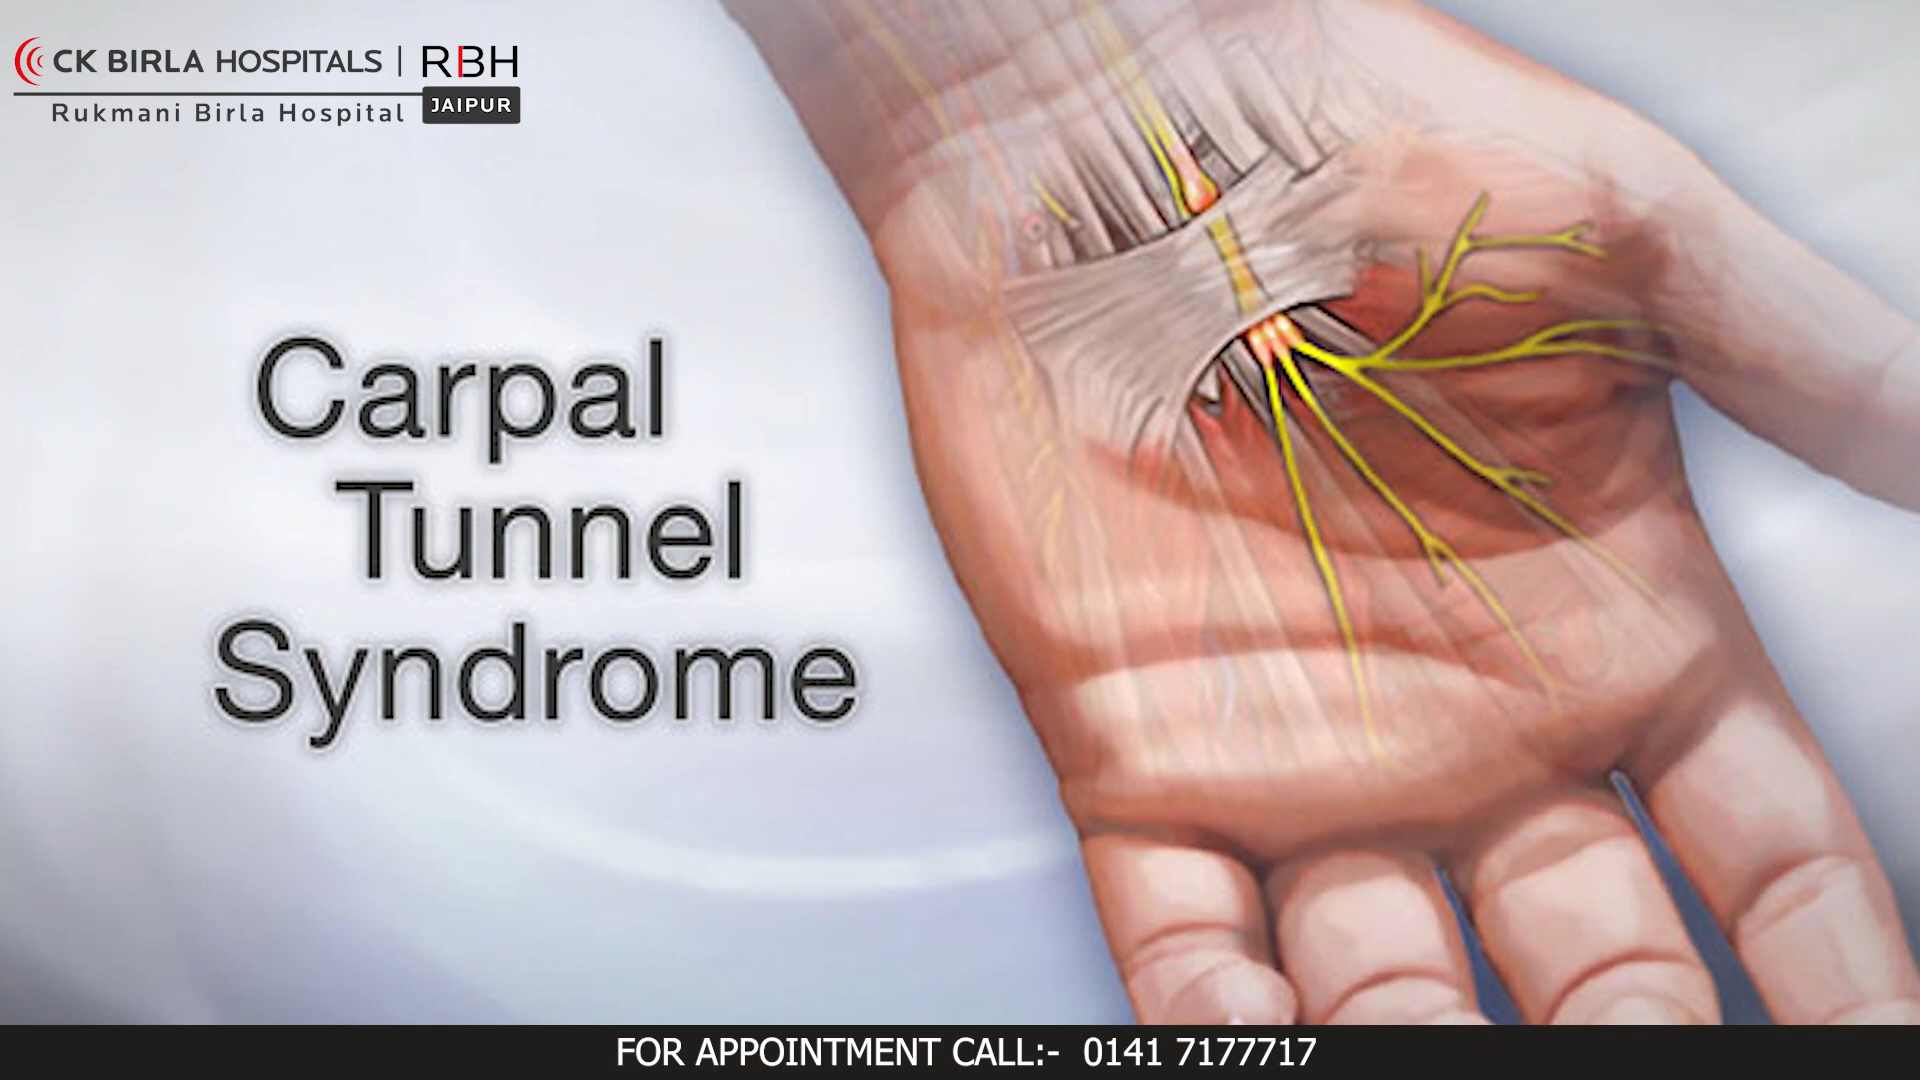 CK BIRLA HOSPITALS | RBH
Rukmani Birla Hospital JAIPUR
Carpal
Tunnel
Syndrome
FOR APPOINTMENT CALL:- 0141 7177717